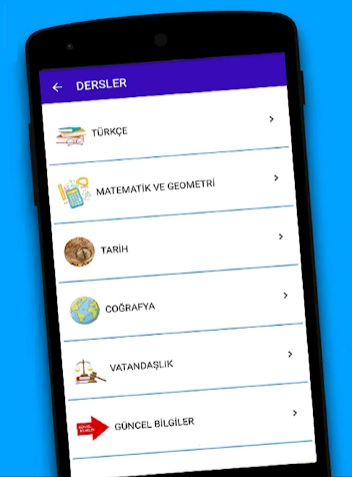 DERSLER
TÜRKÇE
MATEMATİK VE GEOMETRİ
TARİH
COĞRAFYA
VATANDAŞLIK
GÜNCEL BİLGİLER